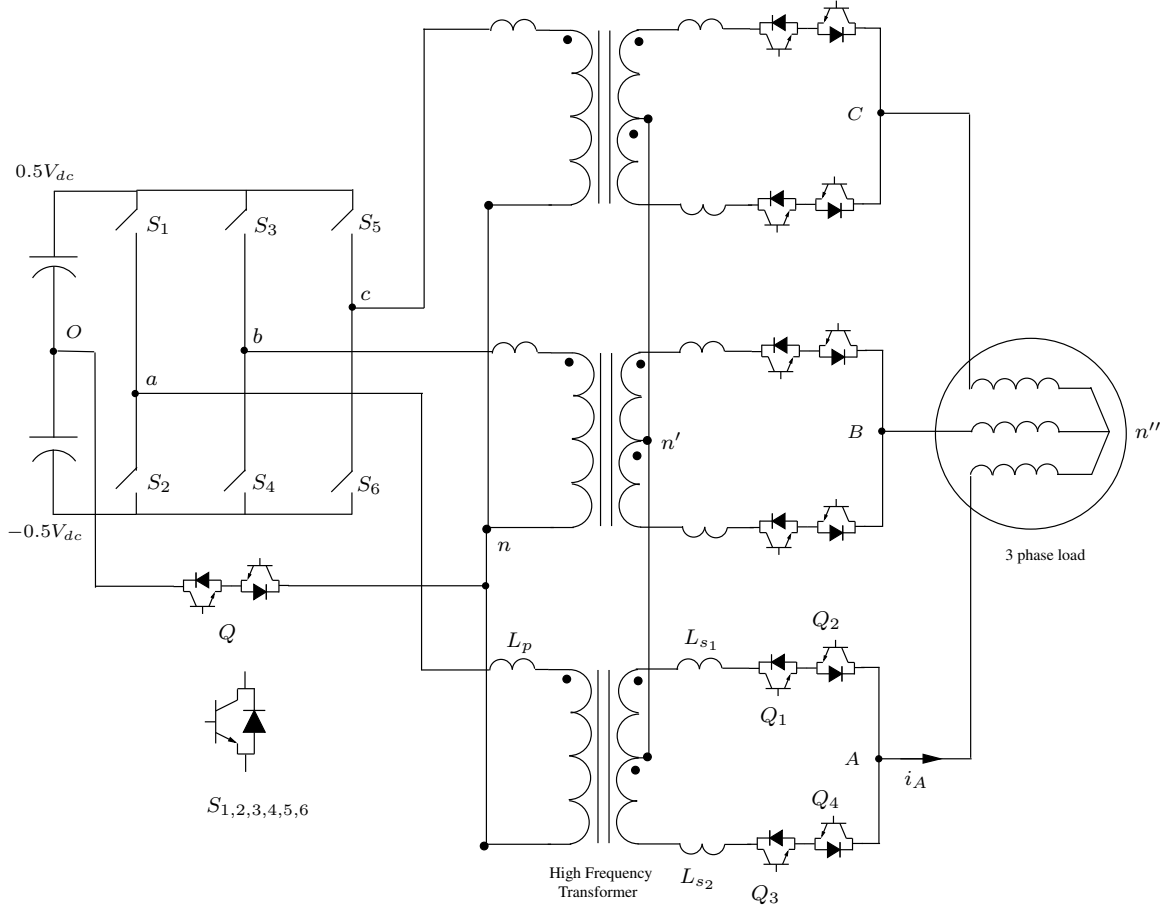 C
0.5V_{dc}
S_1
S_3
S_5
c
O
b
a
B
n'
n''
S_2
S_4
S_6
-0.5V_{dc}
n
3 phase load
Q
L_p
L_{s_1}
Q_2
Q_1
A
i_A
S_{1,2,3,4,5,6}
Q_4
High Frequency
Transformer
L_{s_2}
Q_3